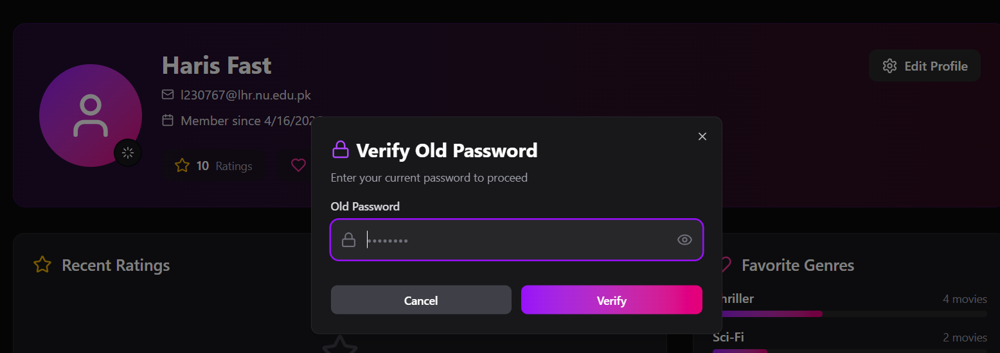 Haris Fast
Edit Profile
l230767@lhr.nu.edu.pk
Member since 4/16/202
10 Ratings
Verify Old Password
Enter your current password to proceed
Old Password
••••••••
Cancel
Verify
Recent Ratings
Favorite Genres
hriller 4 movies
Sci-Fi 2 movies